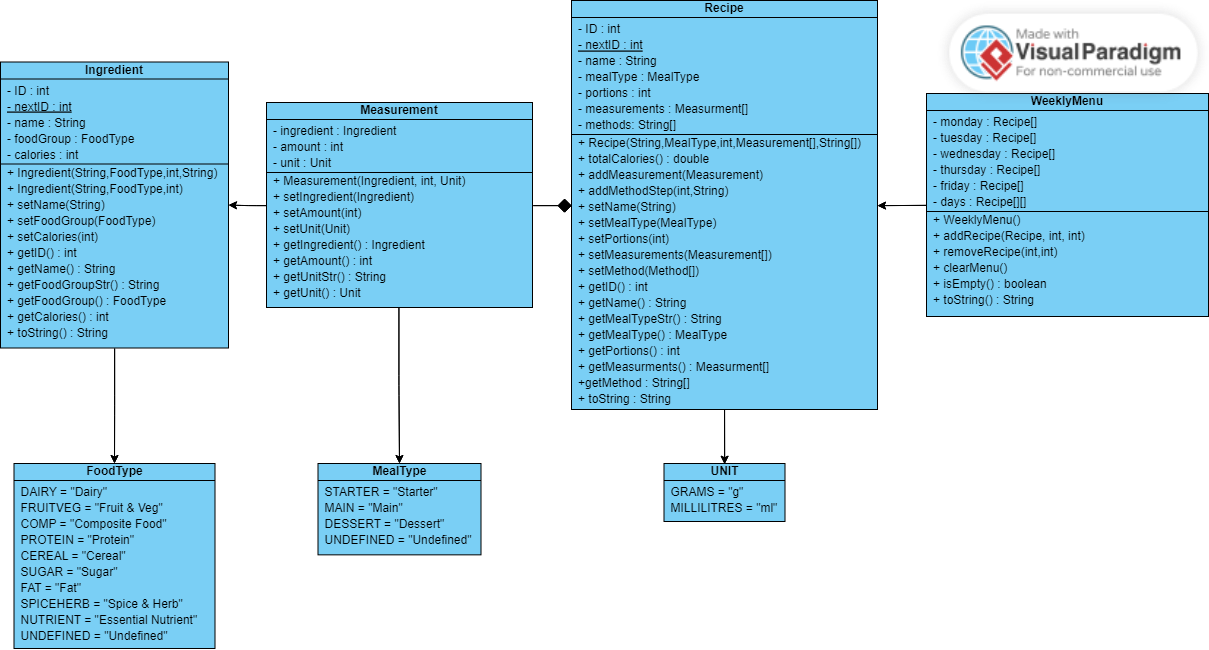 Ingredient
- ID : int
- nextID : int
- name : String
- foodGroup : FoodType
- calories : int
+ Ingredient(String,FoodType,int,String)
+ Ingredient(String,FoodType,int)
+ setName(String)
+ setFoodGroup(FoodType)
+ setCalories(int)
+ getID() : int
+ getName() : String
+ getFoodGroupStr() : String
+ getFoodGroup() : FoodType
+ getCalories() : int
+ toString() : String
Measurement
- ingredient : Ingredient
- amount : int
- unit : Unit
+ Measurement(Ingredient, int, Unit)
+ setIngredient(Ingredient)
+ setAmount(int)
+ setUnit(Unit)
+ getIngredient() : Ingredient
+ getAmount() : int
+ getUnitStr() : String
+ getUnit() : Unit
Recipe
- ID : int
- nextID : int
- name : String
- mealType : MealType
- portions : int
- measurements : Measurment[]
- methods: String[]
+ Recipe(String,MealType,int,Measurement[],String[])
+ totalCalories() : double
+ addMeasurement(Measurement)
+ addMethodStep(int,String)
+ setName(String)
+ setMealType(MealType)
+ setPortions(int)
+ setMeasurements(Measurement[])
+ setMethod(Method[])
+ getID() : int
+ getName() : String
+ getMealTypeStr() : String
+ getMealType() : MealType
+ getPortions() : int
+ getMeasurments() : Measurment[]
+getMethod : String[]
+ toString : String
Made with
Visual Paradigm
For non-commercial use
WeeklyMenu
- monday : Recipe[]
- tuesday : Recipe[]
- wednesday : Recipe[]
- thursday : Recipe[]
- friday : Recipe[]
- days : Recipe[][]
+ WeeklyMenu()
+ addRecipe(Recipe, int, int)
+ removeRecipe(int,int)
+ clearMenu()
+ isEmpty() : boolean
+ toString() : String
FoodType
DAIRY = "Dairy"
FRUITVEG = "Fruit & Veg"
COMP = "Composite Food"
PROTEIN = "Protein"
CEREAL = "Cereal"
SUGAR = "Sugar"
FAT = "Fat"
SPICEHERB = "Spice & Herb"
NUTRIENT = "Essential Nutrient"
UNDEFINED = "Undefined"
MealType
STARTER = "Starter"
MAIN = "Main"
DESSERT = "Dessert"
UNDEFINED = "Undefined"
UNIT
GRAMS = "g"
MILLILITRES = "ml"